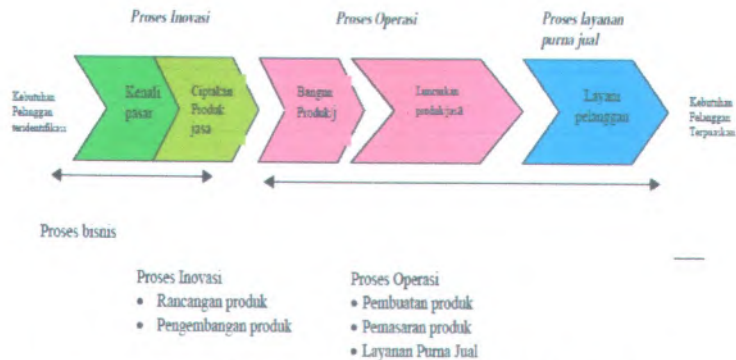 Proses Inovasi
Proses Operasi
Proses layanan
purna jual
Kebutuhan
Pelanggan
teridentifikasi
Kenali
pasar
Ciptakan
Produk
jasa
Bangun
Produk/j
Luncurkan
produk/jasa
Layani
pelanggan
Kebutuhan
Pelanggan
Terpuaskan
Proses bisnis
Proses Inovasi
• Rancangan produk
• Pengembangan produk
Proses Operasi
• Pembuatan produk
• Pemasaran produk
• Layanan Purna Jual